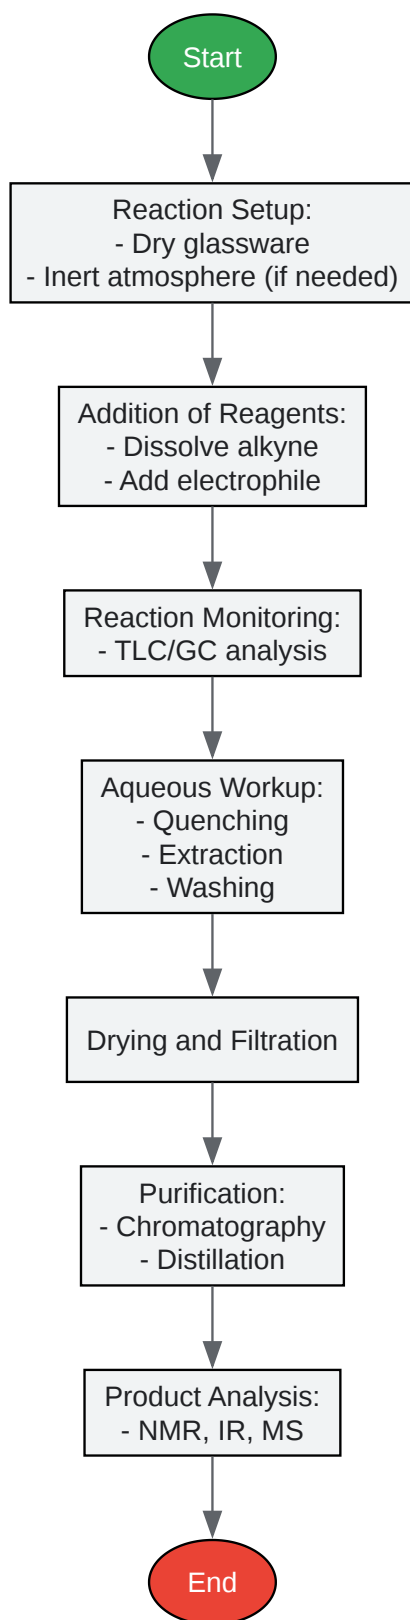 Start
Reaction Setup:
- Dry glassware
- Inert atmosphere (if needed)
Addition of Reagents:
- Dissolve alkyne
- Add electrophile
Reaction Monitoring:
- TLC/GC analysis
Aqueous Workup:
- Quenching
- Extraction
- Washing
Drying and Filtration
Purification:
- Chromatography
- Distillation
Product Analysis:
- NMR, IR, MS
End